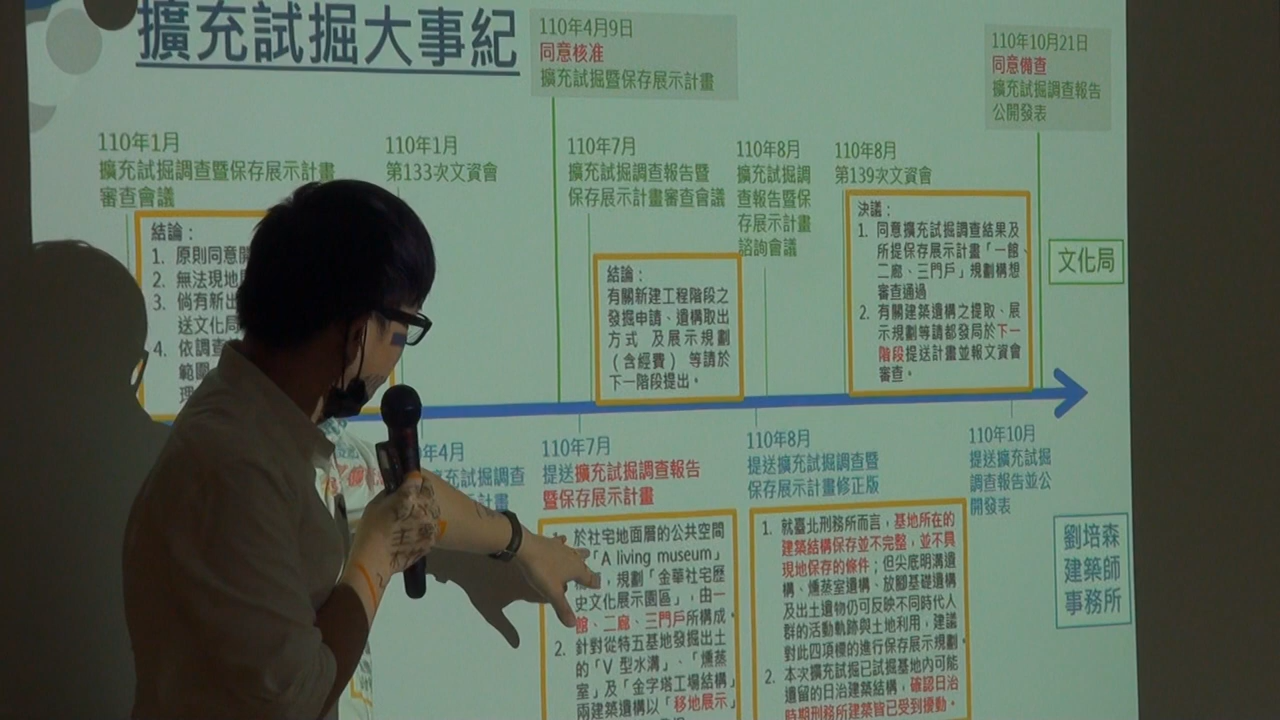 擴充試掘大事紀
110年4月9日
同意核准
擴充試掘暨保存展示計畫
110年10月21日
同意備查
擴充試掘調查報告
公開發表
110年1月
擴充試掘調查暨保存展示計畫
審查會議
110年1月
第133次文資會
110年7月
擴充試掘調查報告暨
保存展示計畫審查會議
110年8月
擴充試掘調
查報告暨保
存展示計畫
諮詢會議
110年8月
第139次文資會
結論：
1. 原則同意開
2. 無法現地
3. 倘有新出
送文化局
4. 依調查
範圍
理
結論：
有關新建工程階段之
發掘申請、遺構取出
方式 及展示規劃
（含經費） 等請於
下一階段提出。
決議：
1. 同意擴充試掘調查結果及
所提保存展示計畫「一館、
二廊、三門戶」規劃構想
審查通過
2. 有關建築遺構之提取、展
示規劃等請都發局於下一
階段提送計畫並報文資會
審查。
文化局
年4月
充試掘調查
示計畫
110年7月
提送擴充試掘調查報告
暨保存展示計畫
110年8月
提送擴充試掘調查暨
保存展示計畫修正版
110年10月
提送擴充試掘
調查報告並公
開發表
於社宅地面層的公共空間
「A living museum」
，規劃「金華社宅歷
史文化展示園區」，由一
館、二廊、三門戶所構成。
2. 針對從特五基地發掘出土
的「V 型水溝」、「燻蒸
室」及「金字塔工場結構」
兩建築遺構以「移地展示」
1. 就臺北刑務所而言，基地所在的
建築結構保存並不完整，並不具
現地保存的條件；但尖底明溝遺
構、燻蒸室遺構、放腳基礎遺構
及出土遺物仍可反映不同時代人
群的活動軌跡與土地利用，建議
對此四項標的進行保存展示規劃。
2. 本次擴充試掘已試掘基地內可能
遺留的日治建築結構，確認日治
時期刑務所建築皆已受到擾動。
劉培森
建築師
事務所